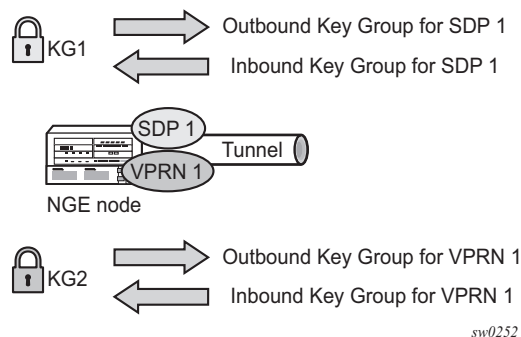 Outbound Key Group for SDP 1
KG1
Inbound Key Group for SDP 1
SDP 1
Tunnel
VPRN 1
NGE node
Outbound Key Group for VPRN 1
KG2
Inbound Key Group for VPRN 1
sw0252